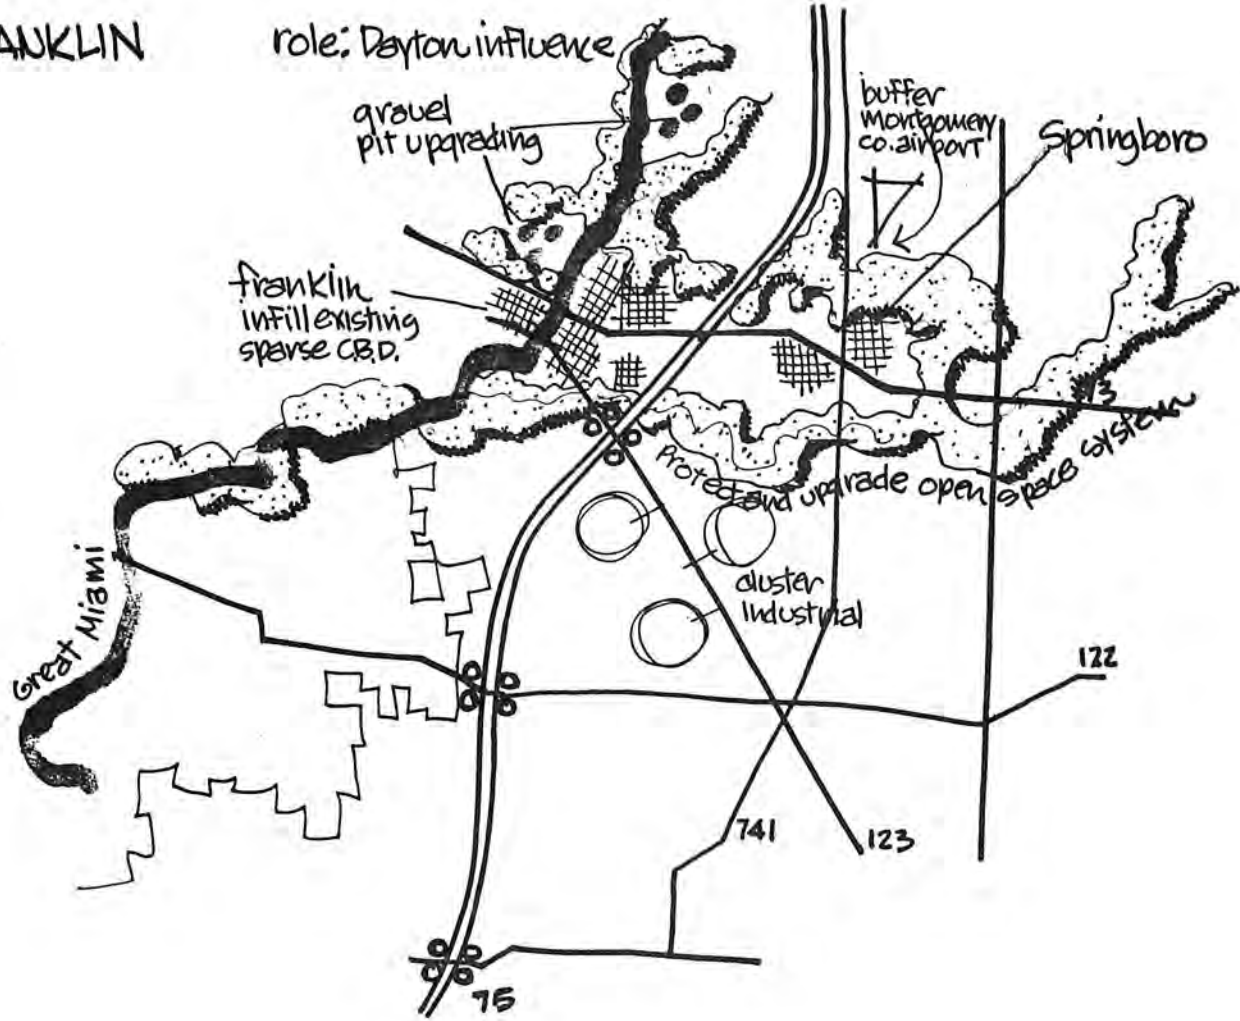 ANKLIN
role: Dayton influence
gravel
pit upgrading
buffer
montgomery
co. airport
Springboro
franklin
infill existing
sparse C.B.D.
73
Protect and upgrade open space system
cluster
Industrial
Great Miami
122
741
123
75